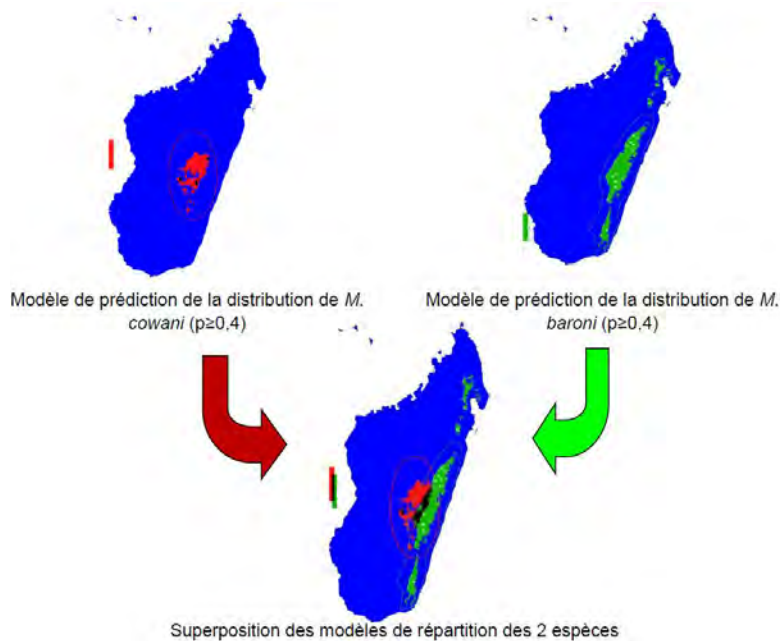 Modèle de prédiction de la distribution de M.
cowani (p≥0,4)
Modèle de prédiction de la distribution de M.
baroni (p≥0,4)
Superposition des modèles de répartition des 2 espèces